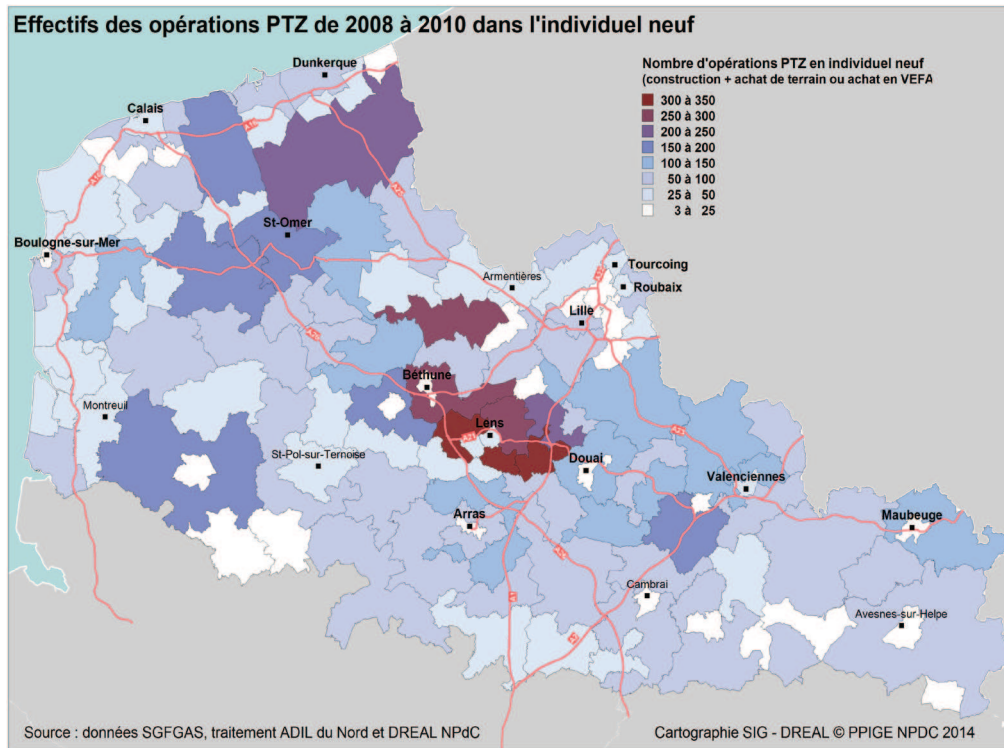 Effectifs des opérations PTZ de 2008 à 2010 dans l'individuel neuf
Nombre d'opérations PTZ en individuel neuf
(construction + achat de terrain ou achat en VEFA
300 à 350
250 à 300
200 à 250
150 à 200
100 à 150
50 à 100
25 à 50
3 à 25
Dunkerque
Calais
St-Omer
Boulogne-sur-Mer
Armentières
Tourcoing
Roubaix
Lille
Béthune
Montreuil
Lens
A21
St-Pol-sur-Ternoise
Douai
A23
Valenciennes
Arras
Maubeuge
Cambrai
Avesnes-sur-Helpe
Source : données SGFGAS, traitement ADIL du Nord et DREAL NPdC
Cartographie SIG - DREAL © PPIGE NPDC 2014